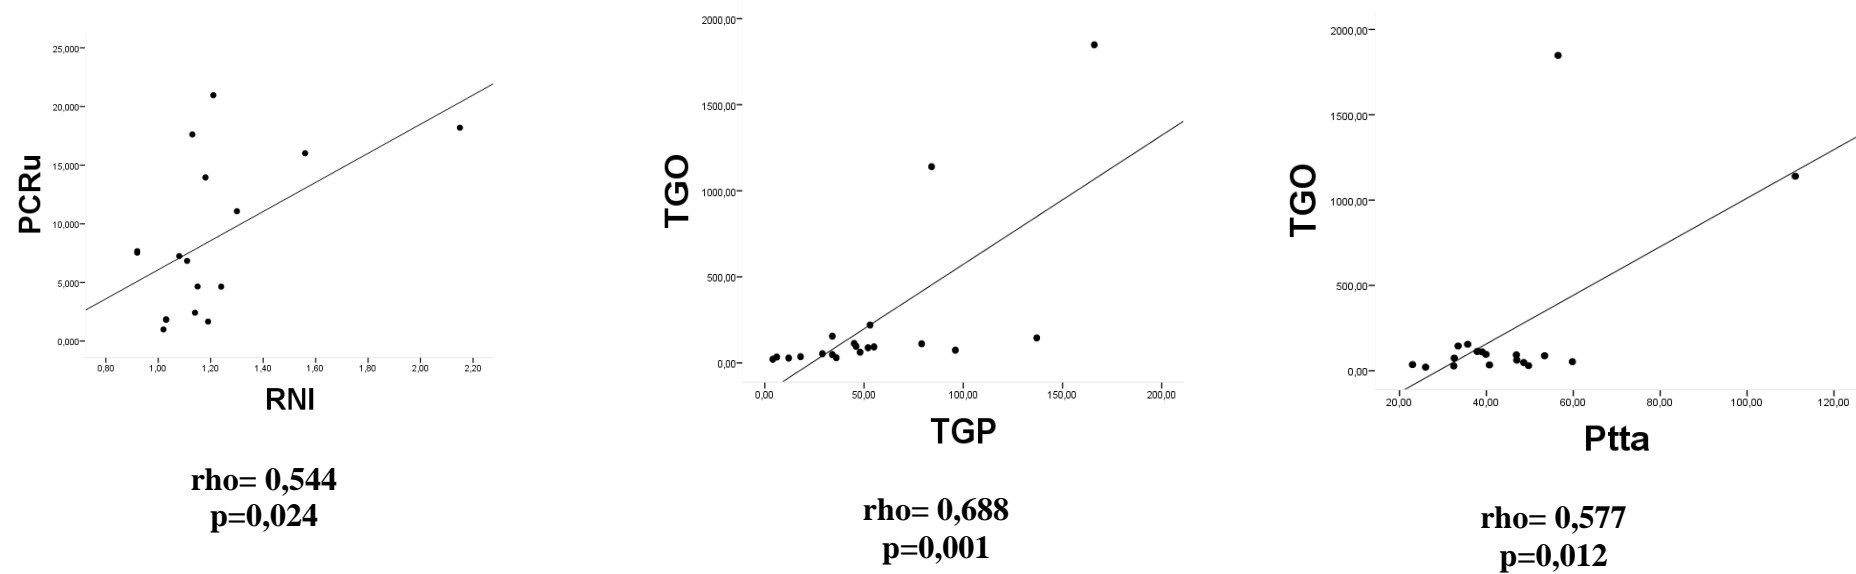 25,000
20,000
15,000
10,000
5,000
0,000
PCRu
0,80 1,00 1,20 1,40 1,60 1,80 2,00 2,20
RNI
rho= 0,544
p=0,024
2000,00
1500,00
1000,00
500,00
0,00
TGO
0,00 50,00 100,00 150,00 200,00
TGP
rho= 0,688
p=0,001
2000,00
1500,00
1000,00
500,00
0,00
TGO
20,00 40,00 60,00 80,00 100,00 120,00
Ptta
rho= 0,577
p=0,012